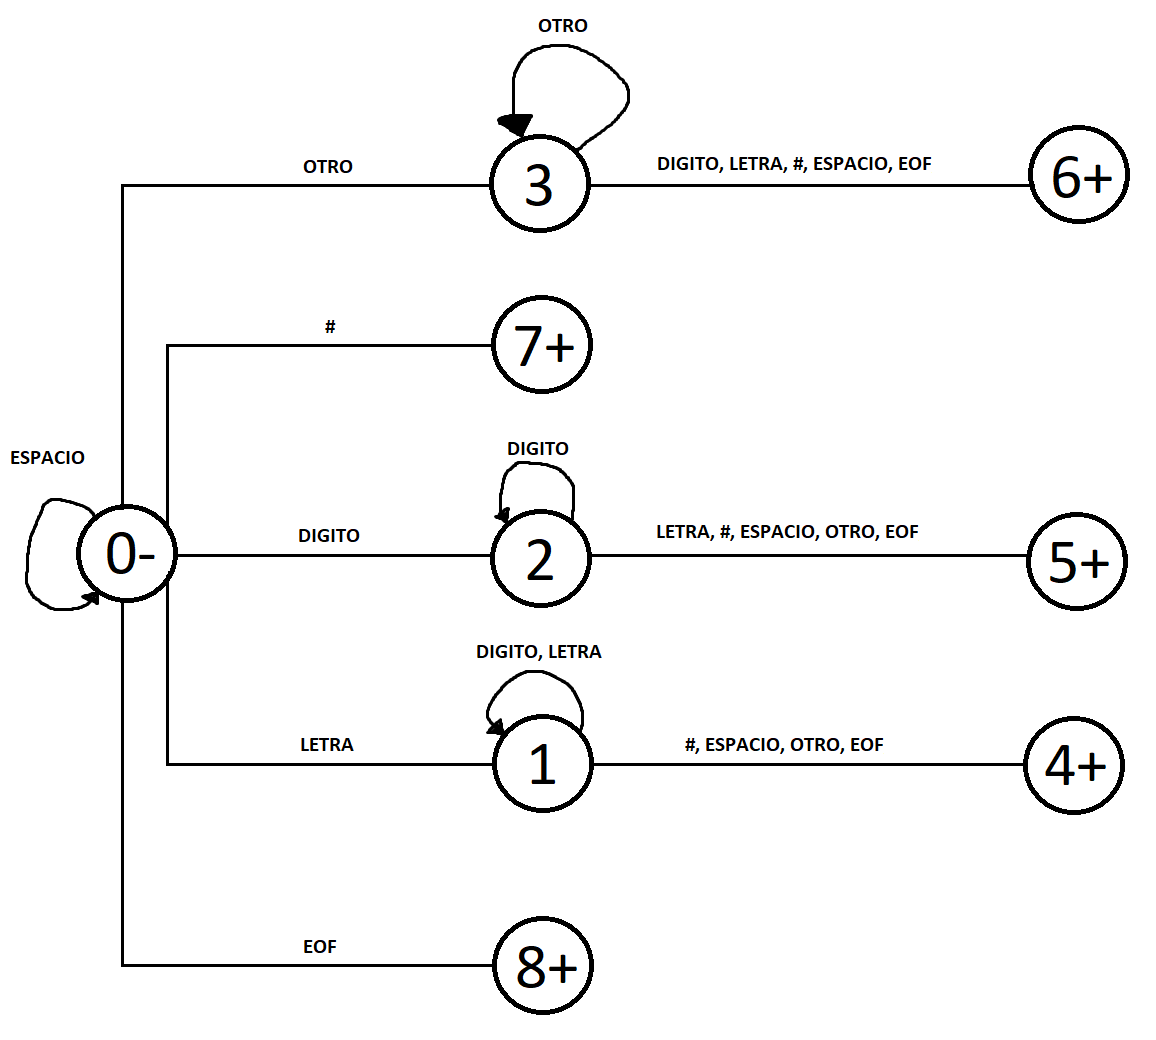 OTRO
OTRO
3
DIGITO, LETRA, #, ESPACIO, EOF
6+
#
7+
ESPACIO
0-
DIGITO
DIGITO
2
LETRA, #, ESPACIO, OTRO, EOF
5+
DIGITO, LETRA
LETRA
1
#, ESPACIO, OTRO, EOF
4+
EOF
8+